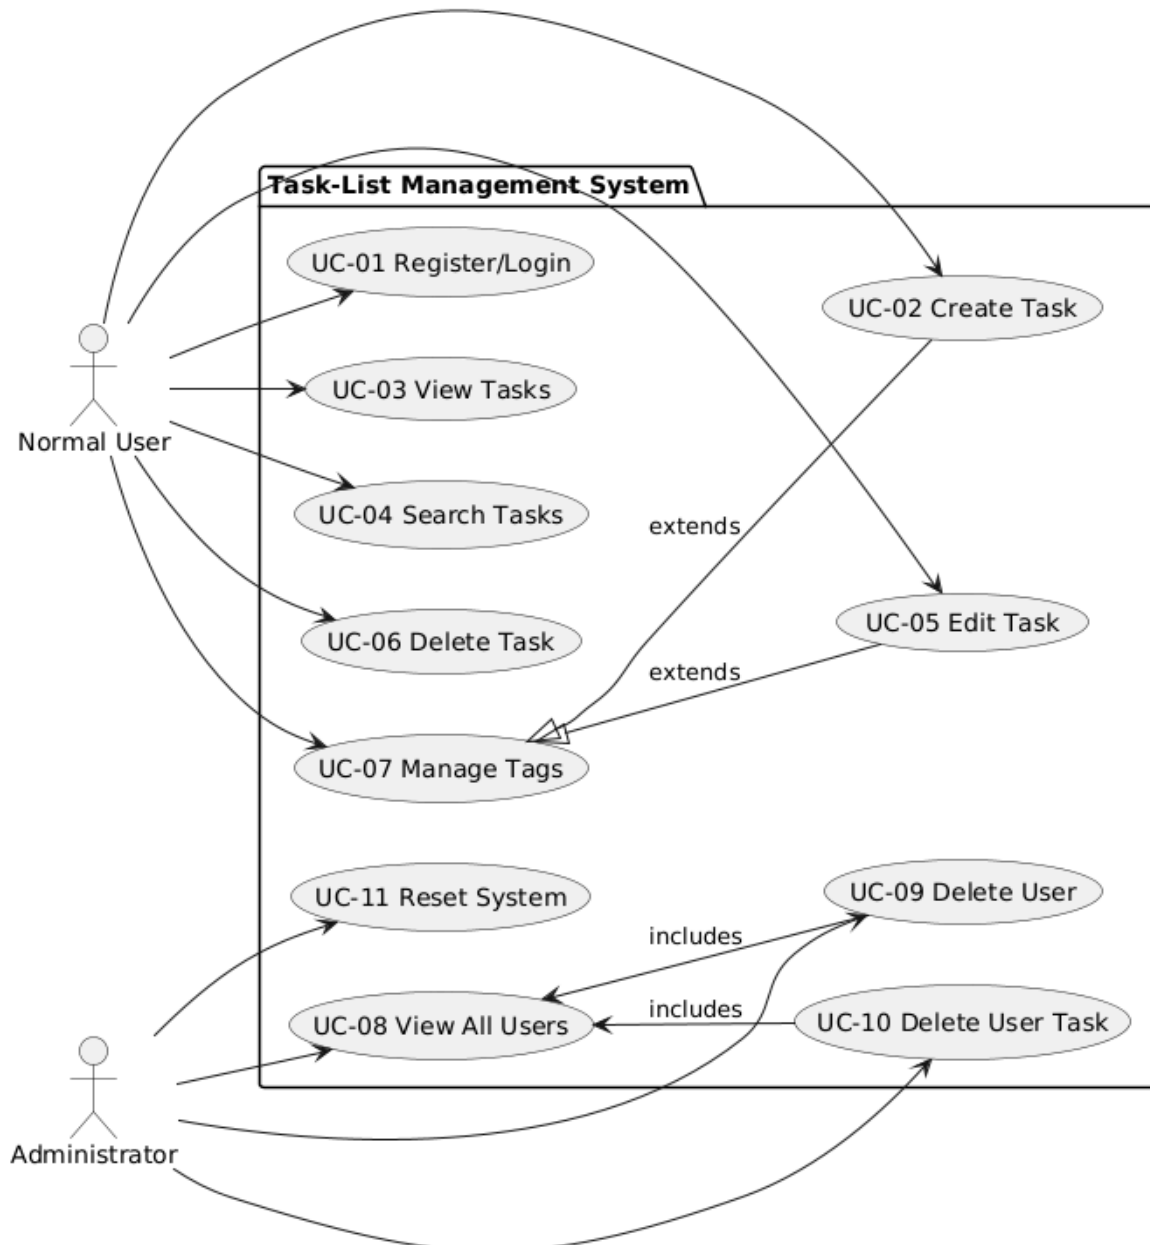 Task-List Management System
UC-01 Register/Login
UC-02 Create Task
UC-03 View Tasks
Normal User
UC-04 Search Tasks
extends
UC-05 Edit Task
UC-06 Delete Task
extends
UC-07 Manage Tags
UC-09 Delete User
UC-11 Reset System
includes
includes
UC-08 View All Users
UC-10 Delete User Task
Administrator